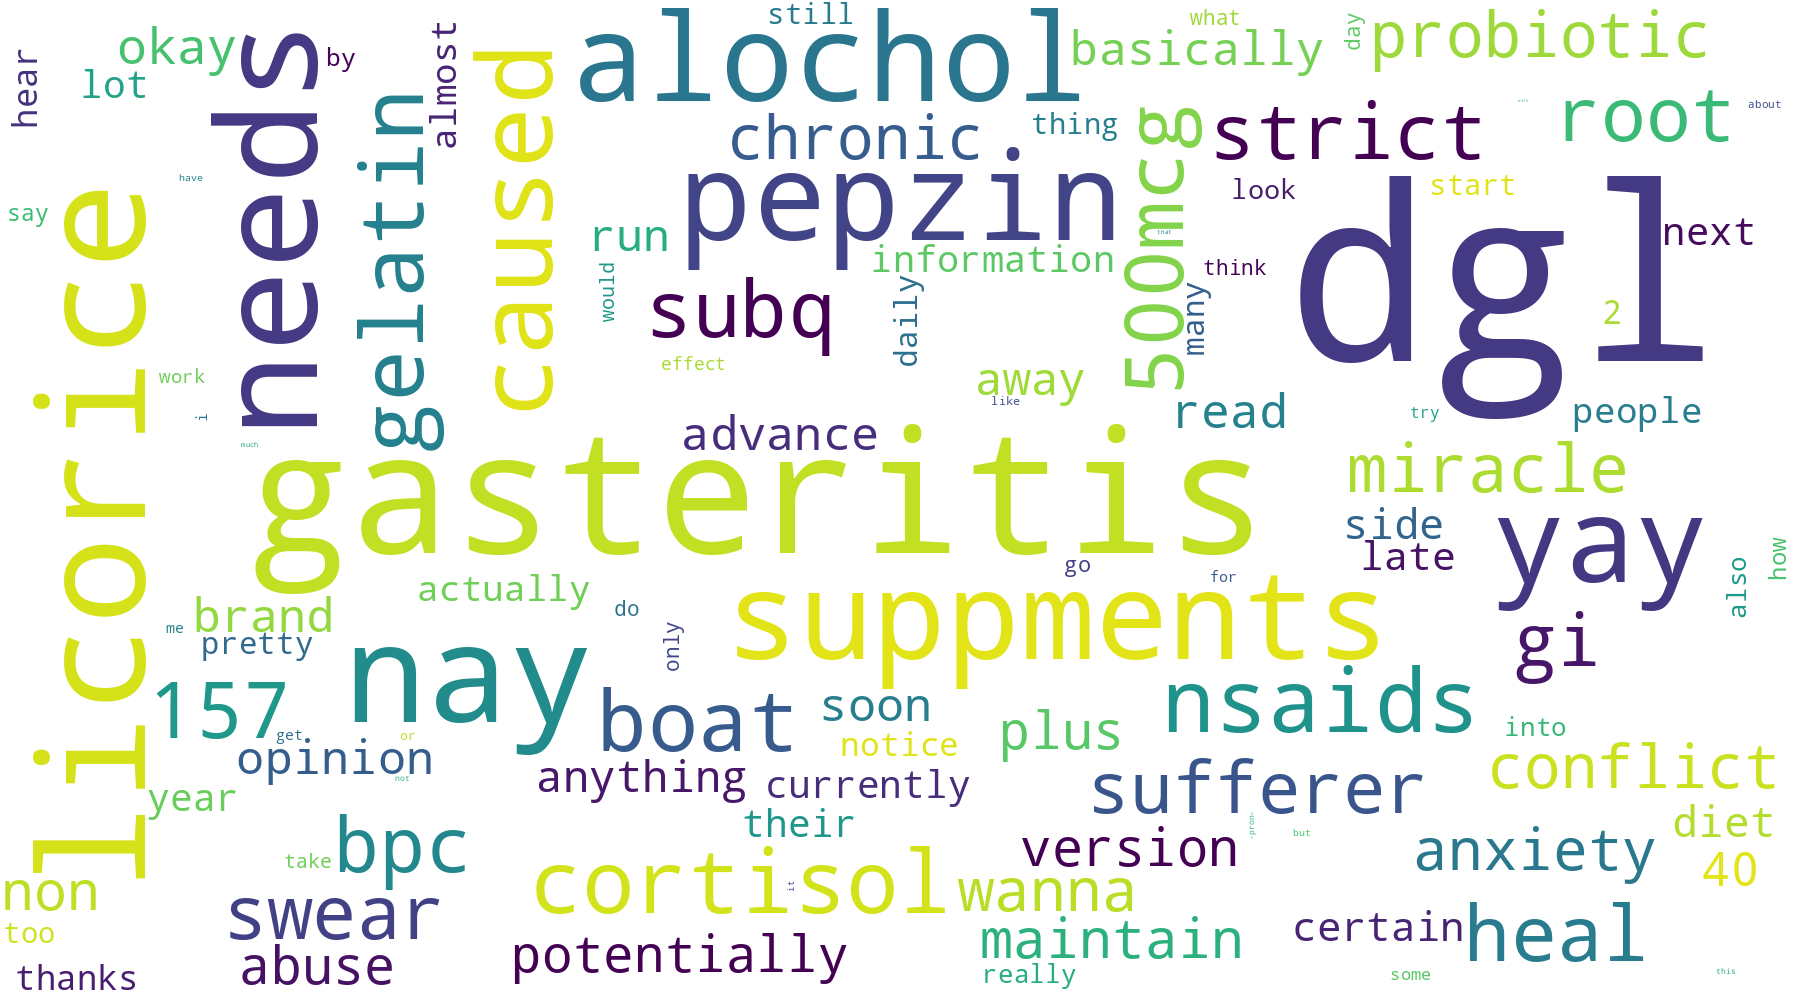 still
what
alochol
probiotic
day
okay
by
almost
basically
hear
lot
needs
caused
gelatin
chronic
thing
500mcg
strict
root
about
have
pepzin
look
start
dgl
say
licorice
run
information
next
that
would
subq
daily
many
think
2
work
effect
away
like
i
much
advance
read
try
people
gasteritis
miracle
side
yay
late
how
also
actually
go
for
suppments
brand
me
do
pretty
only
gi
nay
157
boat
soon
nsaids
get
or
opinion
notice
plus
into
not
anything
currently
conflict
year
sufferer
their
bpc
take
version
-pron-
but
diet
anxiety
40
non
cortisol
it
wanna
swear
too
maintain
certain
heal
abuse
potentially
thanks
really
some
this